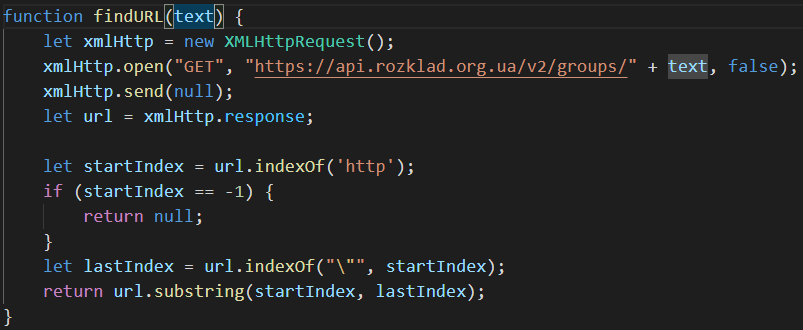 function findURL(text) {
    let xmlHttp = new XMLHttpRequest();
    xmlHttp.open("GET", "https://api.rozklad.org.ua/v2/groups/" + text, false);
    xmlHttp.send(null);
    let url = xmlHttp.response;

    let startIndex = url.indexOf('http');
    if (startIndex == -1) {
        return null;
    }
    let lastIndex = url.indexOf("\"", startIndex);
    return url.substring(startIndex, lastIndex);
}